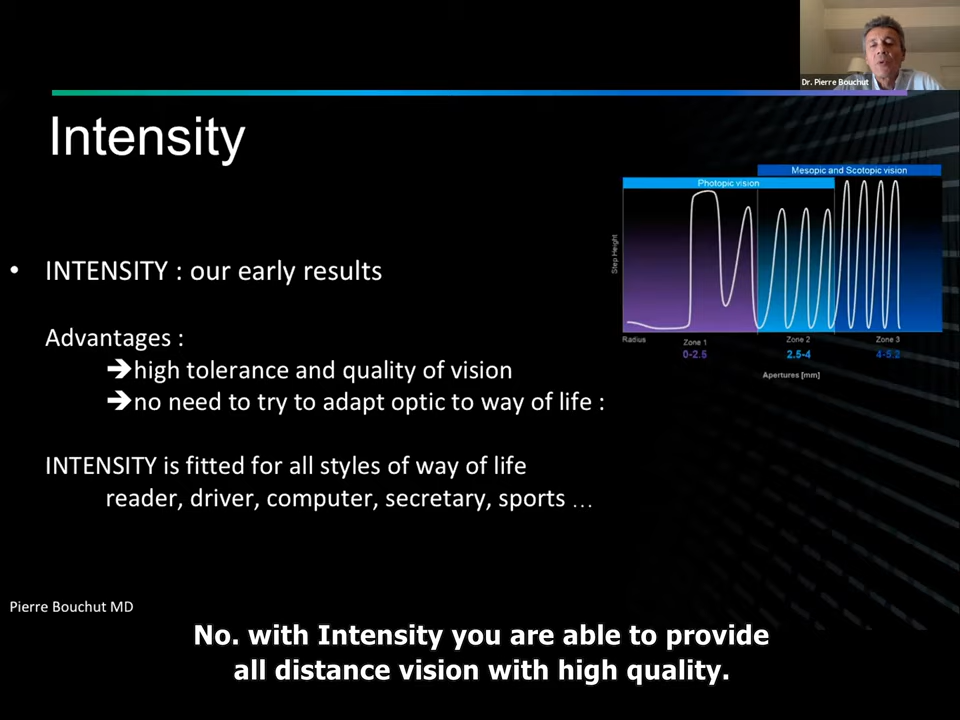 Dr. Pierre Bouchut
Intensity
Mesopic and Scotopic vision
Photopic vision
Step Height
Radius
Zone 1
Zone 2
Zone 3
0-2.5
2.5-4
4-5.2
Apertures [mm]
• INTENSITY : our early results
Advantages :
➔high tolerance and quality of vision
➔no need to try to adapt optic to way of life :
INTENSITY is fitted for all styles of way of life
reader, driver, computer, secretary, sports …
Pierre Bouchut MD
No. with Intensity you are able to provide
all distance vision with high quality.